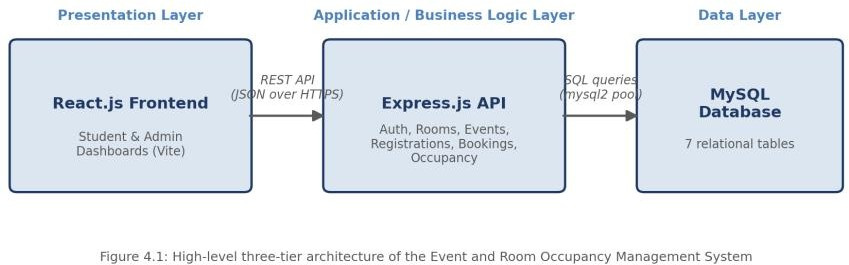 Presentation Layer
Application / Business Logic Layer
Data Layer
React.js Frontend
Student & Admin
Dashboards (Vite)
REST API
(JSON over HTTPS)
Express.js API
Auth, Rooms, Events,
Registrations, Bookings,
Occupancy
SQL queries
(mysql2 pool)
MySQL
Database
7 relational tables
Figure 4.1: High-level three-tier architecture of the Event and Room Occupancy Management System